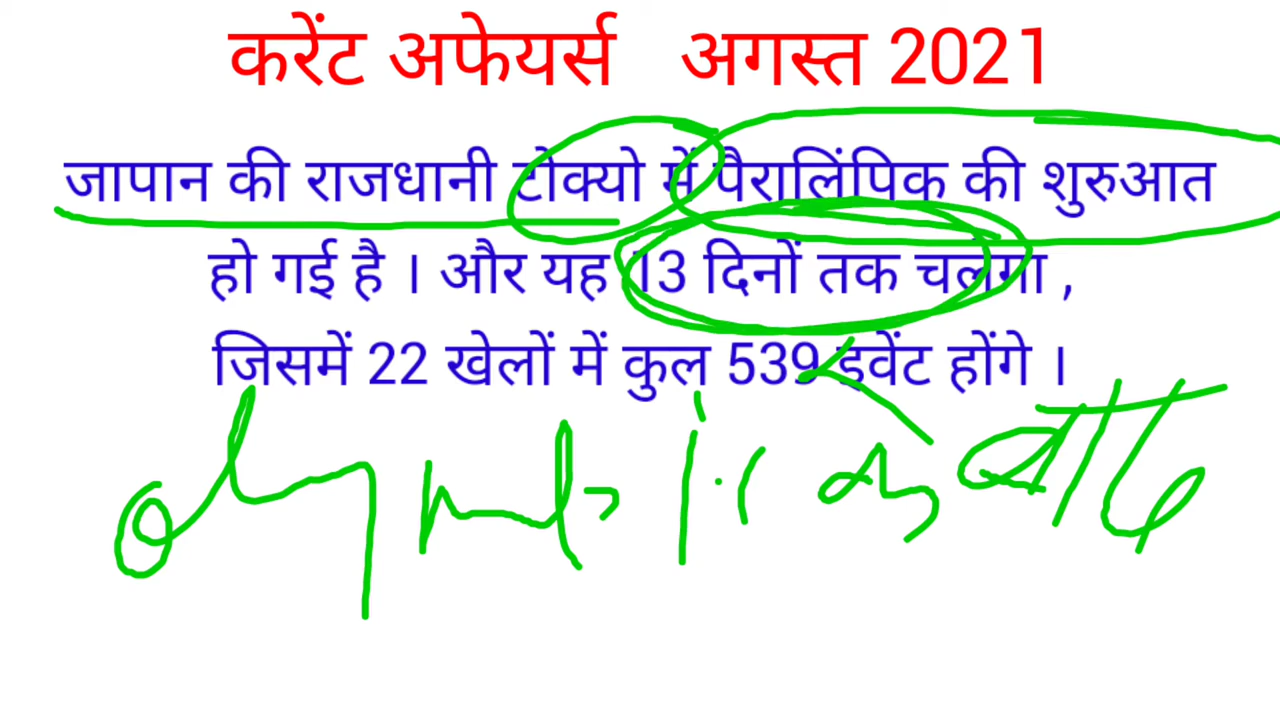 करेंट अफेयर्स अगस्त 2021
जापान की राजधानी टोक्यो में पैरालिंपिक की शुरुआत
हो गई है । और यह 13 दिनों तक चलेगा ,
जिसमें 22 खेलों में कुल 539 इवेंट होंगे ।